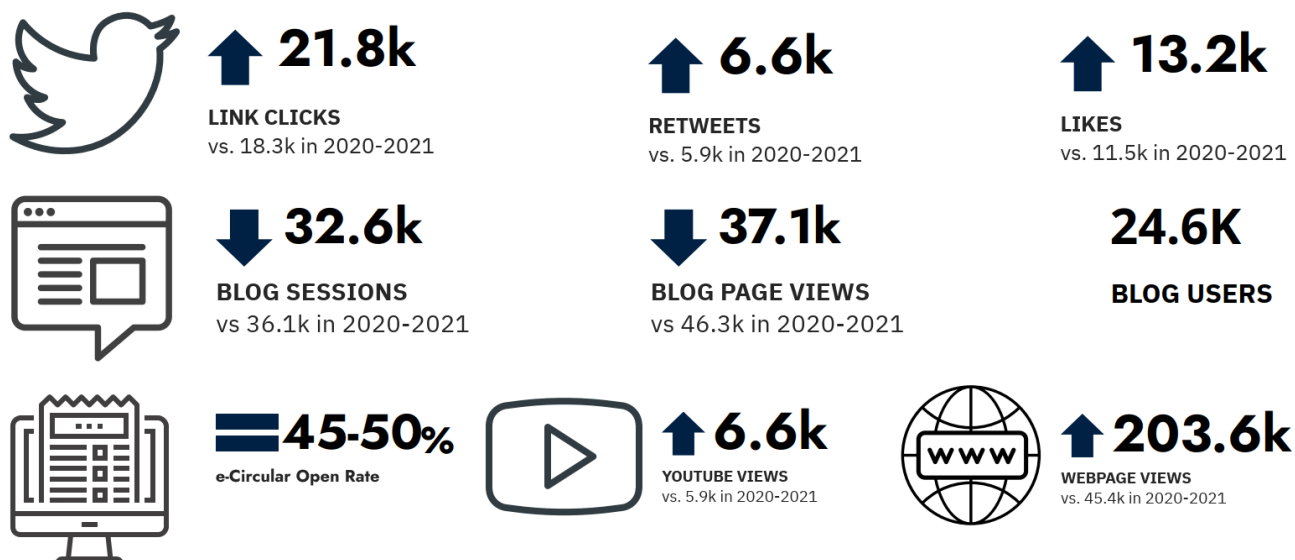 21.8k
LINK CLICKS
vs. 18.3k in 2020-2021
6.6k
RETWEETS
vs. 5.9k in 2020-2021
13.2k
LIKES
vs. 11.5k in 2020-2021
32.6k
BLOG SESSIONS
vs 36.1k in 2020-2021
37.1k
BLOG PAGE VIEWS
vs 46.3k in 2020-2021
24.6K
BLOG USERS
45-50%
e-Circular Open Rate
6.6k
YOUTUBE VIEWS
vs. 5.9k in 2020-2021
WWW
203.6k
WEBPAGE VIEWS
vs. 45.4k in 2020-2021